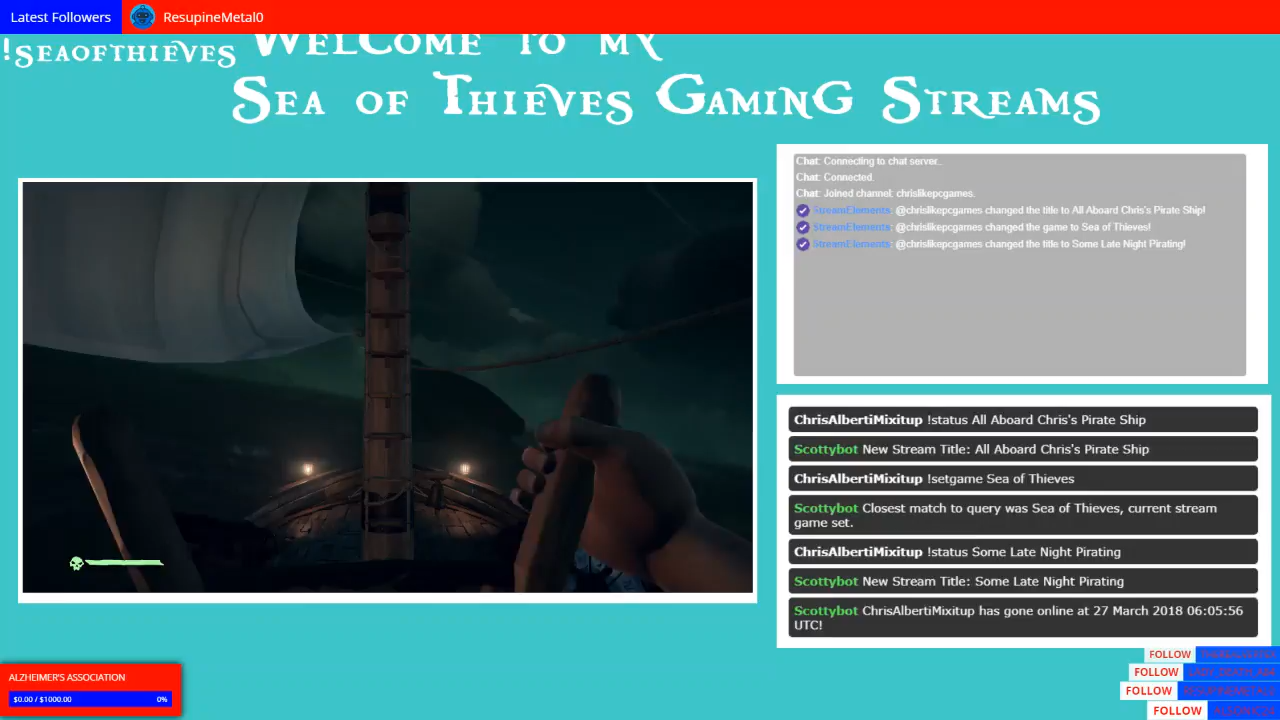 Latest Followers
ResupineMetal0
!SEAOFTHIEVES
WELCOME TO MY
SEA OF THIEVES GAMING STREAMS
Chat: Connecting to chat server..
Chat: Connected.
Chat: Joined channel: chrislikepcgames.
StreamElements: @chrislikepcgames changed the title to All Aboard Chris's Pirate Ship!
StreamElements: @chrislikepcgames changed the game to Sea of Thieves!
StreamElements: @chrislikepcgames changed the title to Some Late Night Pirating!
ChrisAlbertiMixitup !status All Aboard Chris's Pirate Ship
Scottybot New Stream Title: All Aboard Chris's Pirate Ship
ChrisAlbertiMixitup !setgame Sea of Thieves
Scottybot Closest match to query was Sea of Thieves, current stream
game set.
ChrisAlbertiMixitup !status Some Late Night Pirating
Scottybot New Stream Title: Some Late Night Pirating
Scottybot ChrisAlbertiMixitup has gone online at 27 March 2018 06:05:56
UTC!
ALZHEIMER'S ASSOCIATION
$0.00 / $1000.00 0%
FOLLOW
FOLLOW
FOLLOW RESUPINEMETAL0
FOLLOW